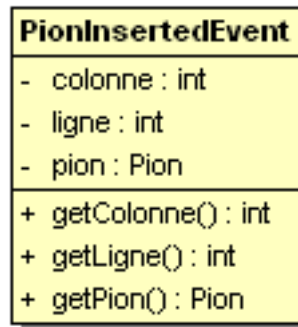 PionInsertedEvent
- colonne : int
- ligne : int
- pion : Pion
+ getColonne() : int
+ getLigne() : int
+ getPion() : Pion